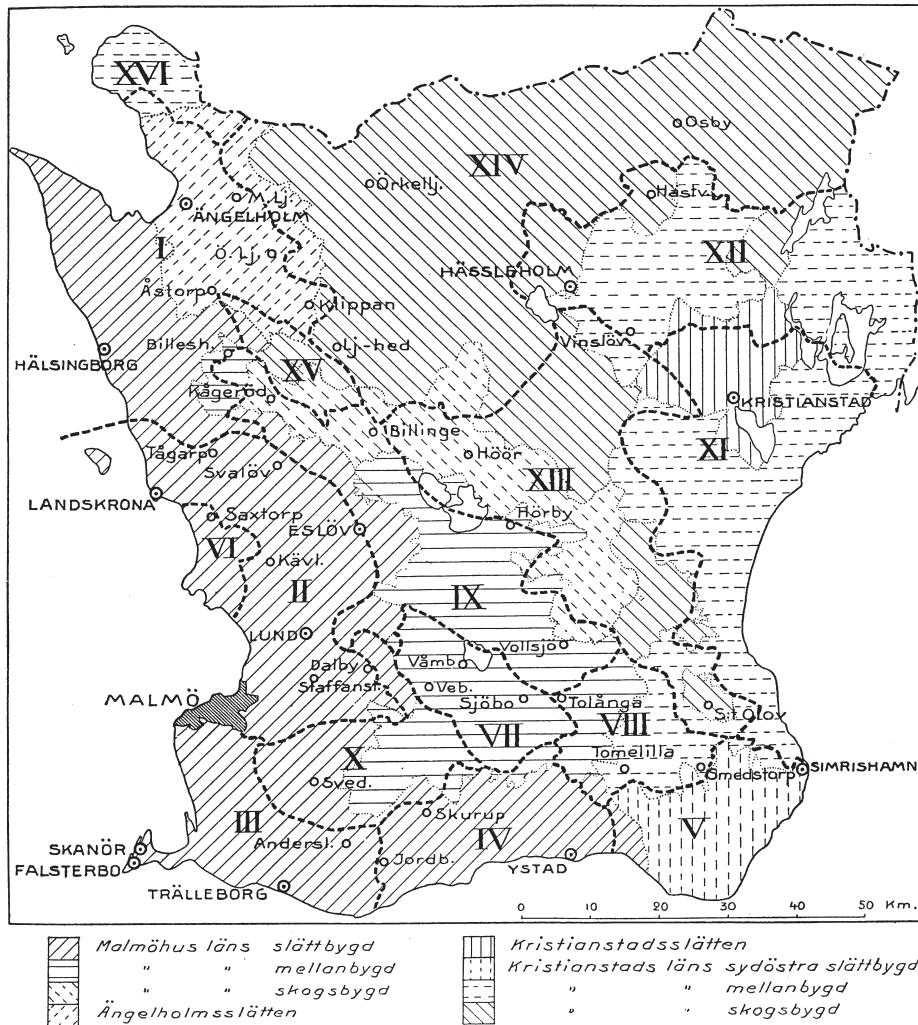 XVI
Osby
XIV
Örkellj.
Hästv.
M. Lj.
ÄNGELHOLM
I
Ö. Lj.
XII
HÄSSLEHOLM
Åstorp
Klippan
Billesh.
Lj-hed
Vinslöv
HÄLSINGBORG
XV
Kågeröd
KRISTIANSTAD
Billinge
XI
Tågarp
Höör
Svalöv
XIII
LANDSKRONA
Saxtorp
Hörby
ESLÖV
VI
Kävl.
II
IX
LUND
Vollsjö
Dalby
Våmb.
Staffanst.
Veb.
MALMÖ
Sjöbo
Tolånga
St. Olov
VII
VIII
X
Tomelilla
Smedstorp
SIMRISHAMN
Sved.
Skurup
III
IV
V
SKANÖR
Andersl.
FALSTERBO
Jordb.
YSTAD
TRÄLLEBORG
0 10 20 30 40 50 Km.
Malmöhus läns slättbygd
" " mellanbygd
" " skogsbygd
Ängelholmsslätten
Kristianstadsslätten
Kristianstads läns sydöstra slättbygd
" " mellanbygd
" " skogsbygd